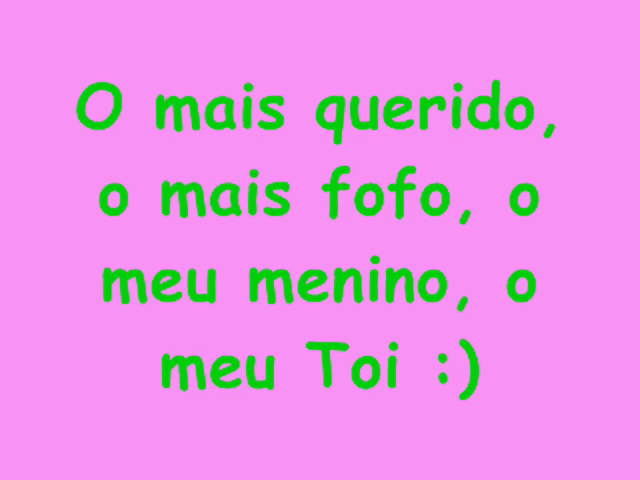 O mais querido,
o mais fofo, o
meu menino, o
meu Toi :)